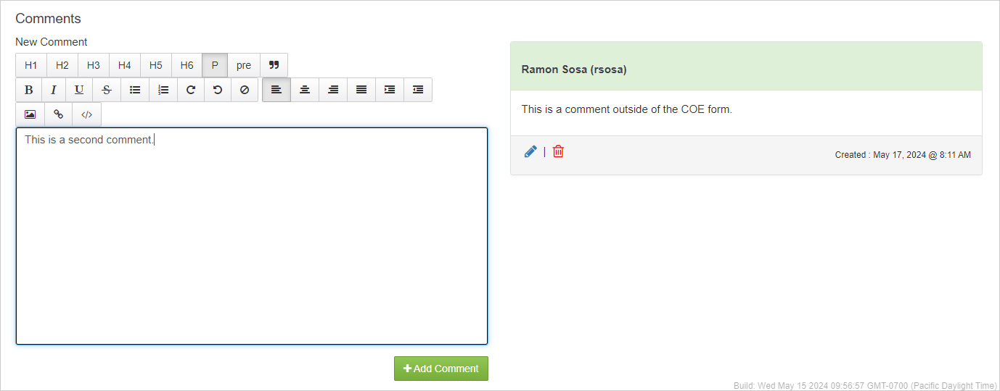 Comments
New Comment
H1 H2 H3 H4 H5 H6 P pre ”
B I U S
</>
This is a second comment.
Add Comment
Ramon Sosa (rsosa)
This is a comment outside of the COE form.
| Created : May 17, 2024 @ 8:11 AM
Build: Wed May 15 2024 09:56:57 GMT-0700 (Pacific Daylight Time)